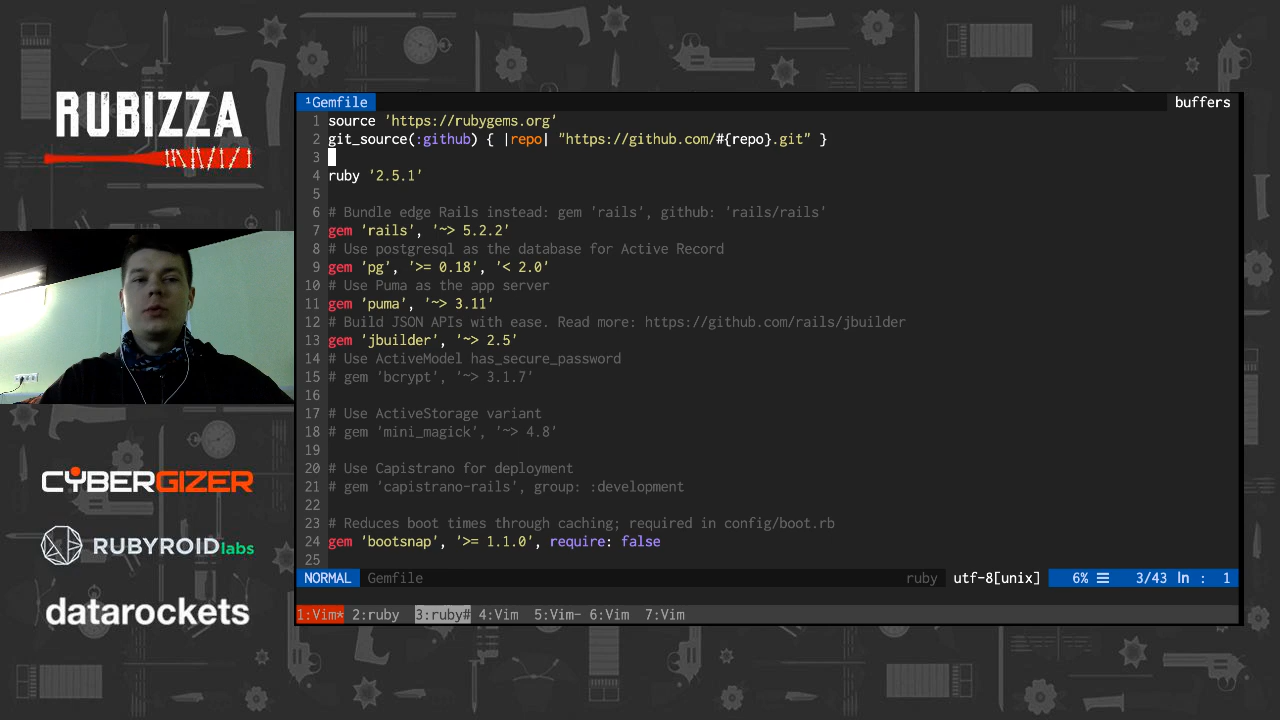 RUBIZZA
CYBERGIZER
RUBYROIDlabs
datarockets
¹Gemfile buffers
1 source 'https://rubygems.org'
2 git_source(:github) { |repo| "https://github.com/#{repo}.git" }
3
4 ruby '2.5.1'
5
6 # Bundle edge Rails instead: gem 'rails', github: 'rails/rails'
7 gem 'rails', '~> 5.2.2'
8 # Use postgresql as the database for Active Record
9 gem 'pg', '>= 0.18', '< 2.0'
10 # Use Puma as the app server
11 gem 'puma', '~> 3.11'
12 # Build JSON APIs with ease. Read more: https://github.com/rails/jbuilder
13 gem 'jbuilder', '~> 2.5'
14 # Use ActiveModel has_secure_password
15 # gem 'bcrypt', '~> 3.1.7'
16
17 # Use ActiveStorage variant
18 # gem 'mini_magick', '~> 4.8'
19
20 # Use Capistrano for deployment
21 # gem 'capistrano-rails', group: :development
22
23 # Reduces boot times through caching; required in config/boot.rb
24 gem 'bootsnap', '>= 1.1.0', require: false
25
NORMAL Gemfile ruby utf-8[unix] 6% ☰ 3/43 ln : 1
1:Vim* 2:ruby 3:ruby# 4:Vim 5:Vim- 6:Vim 7:Vim